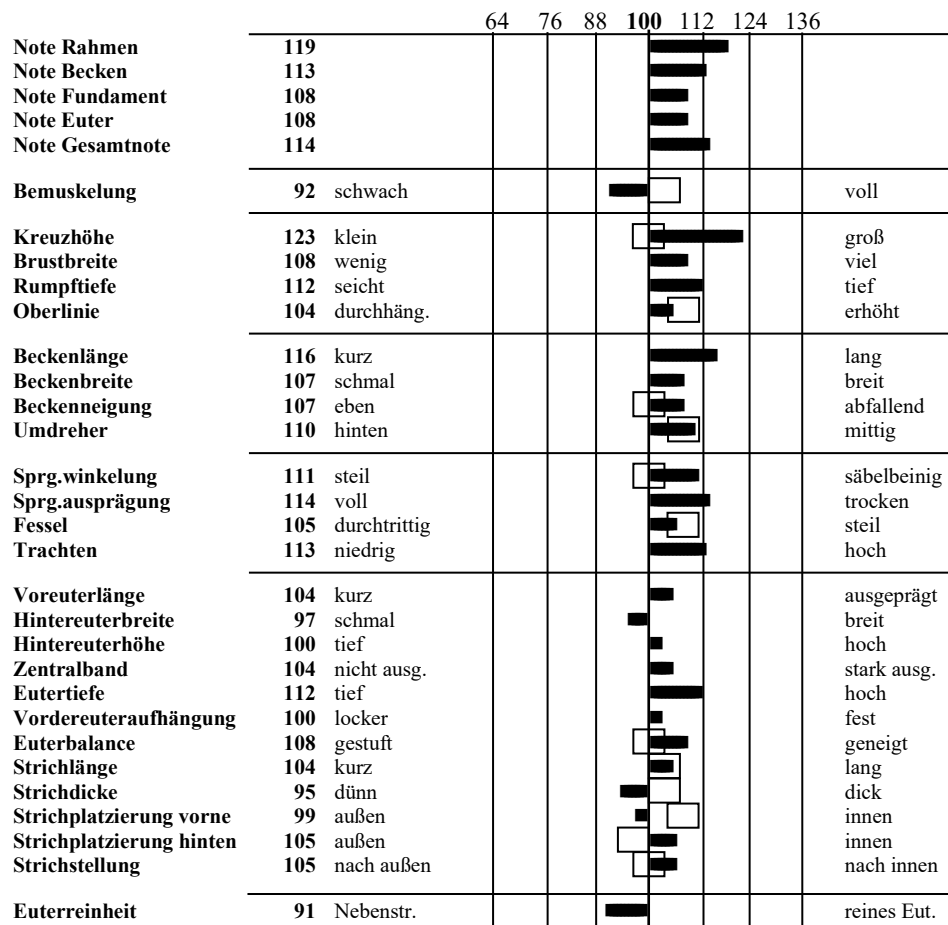 64 76 88 100 112 124 136
Note Rahmen 119
Note Becken 113
Note Fundament 108
Note Euter 108
Note Gesamtnote 114
Bemuskelung 92 schwach voll
Kreuzhöhe 123 klein groß
Brustbreite 108 wenig viel
Rumpftiefe 112 seicht tief
Oberlinie 104 durchhäng. erhöht
Beckenlänge 116 kurz lang
Beckenbreite 107 schmal breit
Beckenneigung 107 eben abfallend
Umdreher 110 hinten mittig
Sprg.winkelung 111 steil säbelbeinig
Sprg.ausprägung 114 voll trocken
Fessel 105 durchtrittig steil
Trachten 113 niedrig hoch
Voreuterlänge 104 kurz ausgeprägt
Hintereuterbreite 97 schmal breit
Hintereuterhöhe 100 tief hoch
Zentralband 104 nicht ausg. stark ausg.
Eutertiefe 112 tief hoch
Vordereuteraufhängung 100 locker fest
Euterbalance 108 gestuft geneigt
Strichlänge 104 kurz lang
Strichdicke 95 dünn dick
Strichplatzierung vorne 99 außen innen
Strichplatzierung hinten 105 außen innen
Strichstellung 105 nach außen nach innen
Euterreinheit 91 Nebenstr. reines Eut.